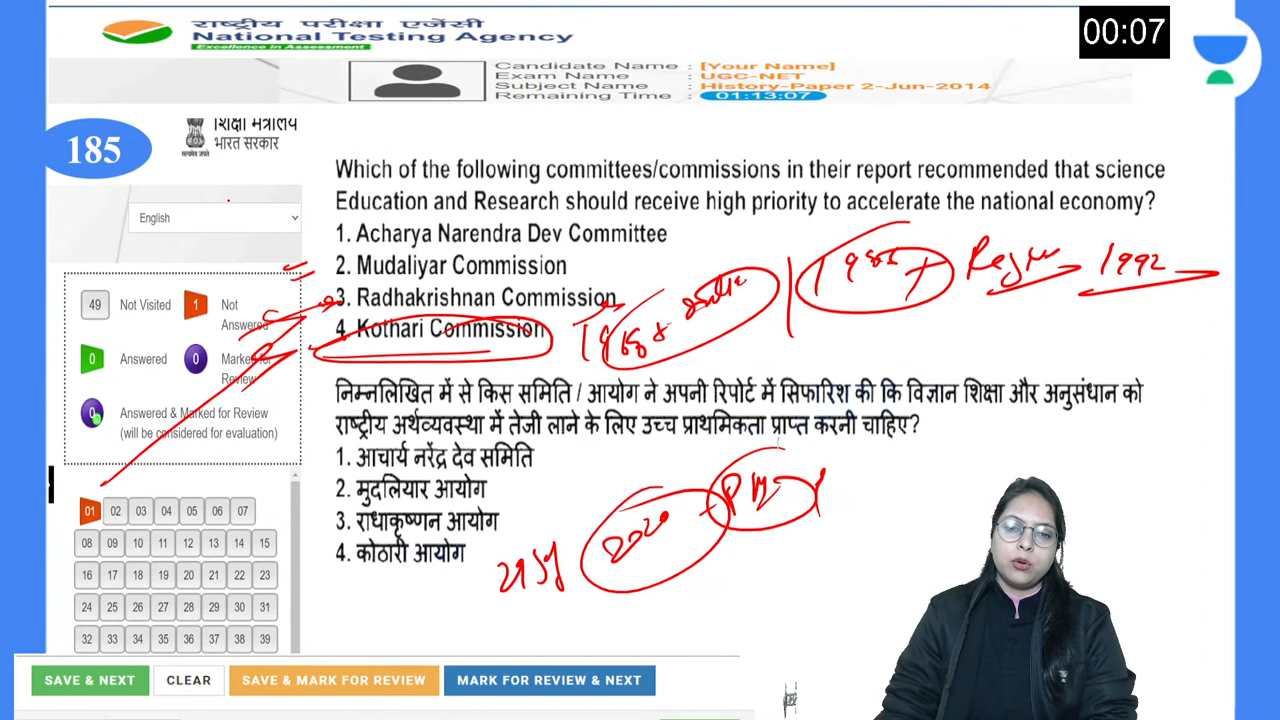 राष्ट्रीय परीक्षा एजेंसी
National Testing Agency
Excellence in Assessment
00:07
Candidate Name : [Your Name]
Exam Name : UGC-NET
Subject Name : History-Paper 2-Jun-2014
Remaining Time : 01:13:07
185
शिक्षा मंत्रालय
भारत सरकार
English
49 Not Visited 1 Not Answered
0 Answered 0 Marked for Review
0 Answered & Marked for Review
(will be considered for evaluation)
01 02 03 04 05 06 07
08 09 10 11 12 13 14 15
16 17 18 19 20 21 22 23
24 25 26 27 28 29 30 31
32 33 34 35 36 37 38 39
Which of the following committees/commissions in their report recommended that science
Education and Research should receive high priority to accelerate the national economy?
1. Acharya Narendra Dev Committee
2. Mudaliyar Commission
3. Radhakrishnan Commission
4. Kothari Commission
1992
निम्नलिखित में से किस समिति / आयोग ने अपनी रिपोर्ट में सिफारिश की कि विज्ञान शिक्षा और अनुसंधान को
राष्ट्रीय अर्थव्यवस्था में तेजी लाने के लिए उच्च प्राथमिकता प्राप्त करनी चाहिए?
1. आचार्य नरेंद्र देव समिति
2. मुदलियार आयोग
3. राधाकृष्णन आयोग
4. कोठारी आयोग
2020
SAVE & NEXT CLEAR SAVE & MARK FOR REVIEW MARK FOR REVIEW & NEXT